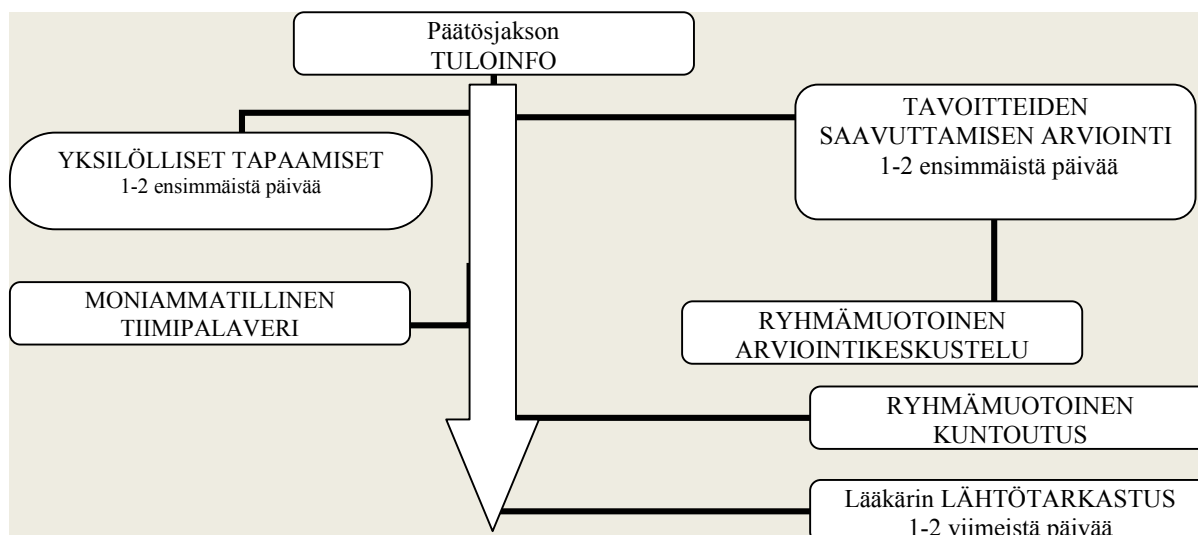 Päätösjakson
TULOINFO
YKSILÖLLISET TAPAAMISET
1-2 ensimmäistä päivää
TAVOITTEIDEN
SAAVUTTAMISEN ARVIOINTI
1-2 ensimmäistä päivää
MONIAMMATILLINEN
TIIMIPALAVERI
RYHMÄMUOTOINEN
ARVIOINTIKESKUSTELU
RYHMÄMUOTOINEN
KUNTOUTUS
Lääkärin LÄHTÖTARKASTUS
1-2 viimeistä päivää